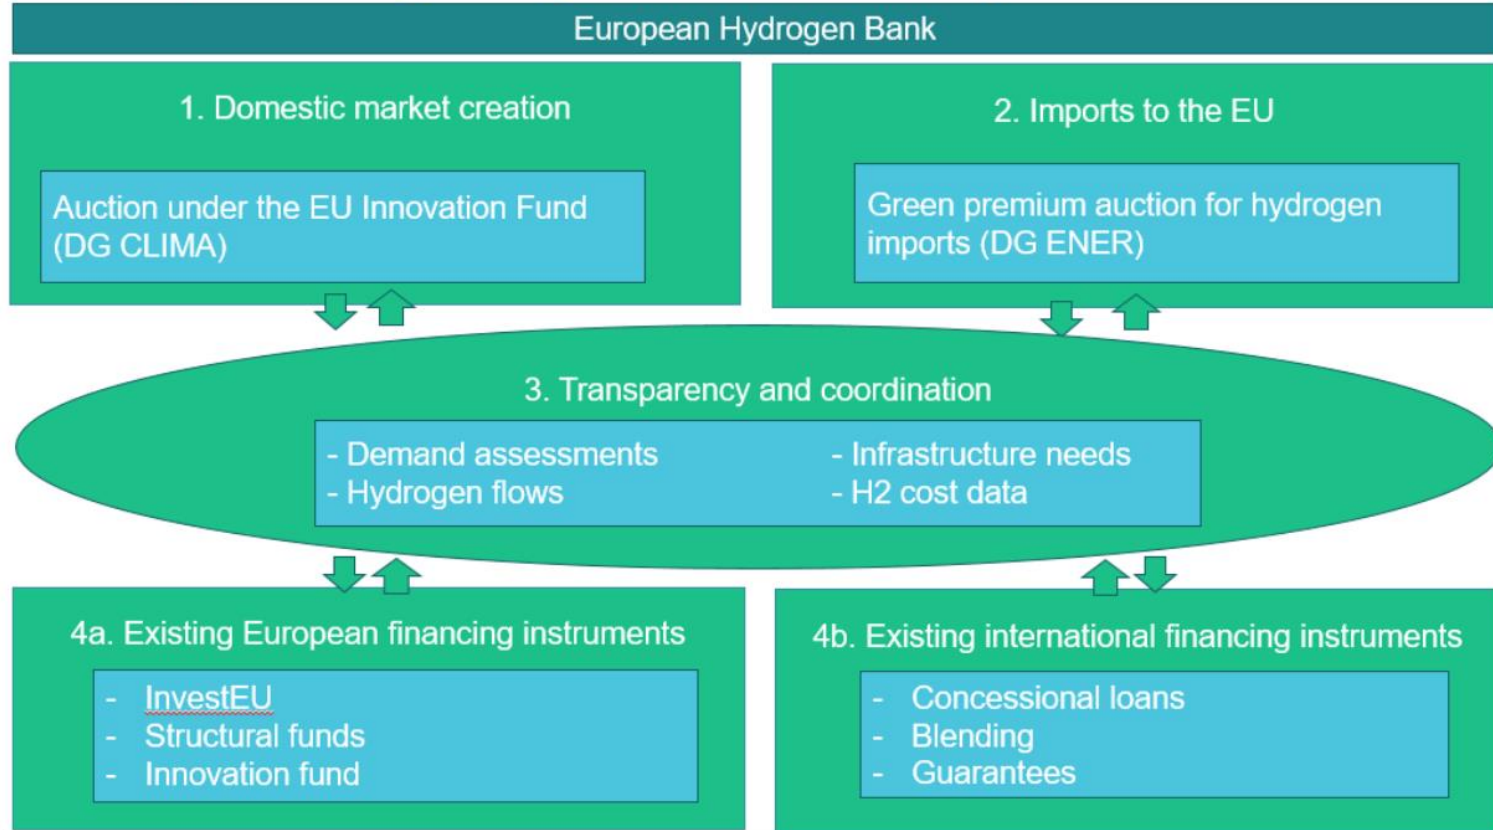 European Hydrogen Bank
1. Domestic market creation
Auction under the EU Innovation Fund
(DG CLIMA)
2. Imports to the EU
Green premium auction for hydrogen
imports (DG ENER)
3. Transparency and coordination
- Demand assessments
- Hydrogen flows
- Infrastructure needs
- H2 cost data
4a. Existing European financing instruments
- InvestEU
- Structural funds
- Innovation fund
4b. Existing international financing instruments
- Concessional loans
- Blending
- Guarantees